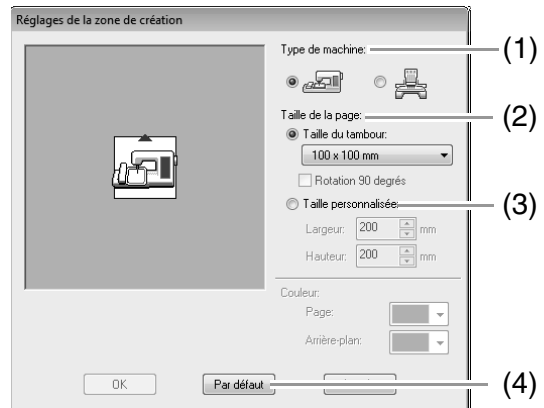 Réglages de la zone de création
Type de machine: (1)
Taille de la page: (2)
Taille du tambour:
100 x 100 mm
Rotation 90 degrés
Taille personnalisée: (3)
Largeur: 200 mm
Hauteur: 200 mm
Couleur:
Page:
Arrière-plan:
OK Par défaut (4)